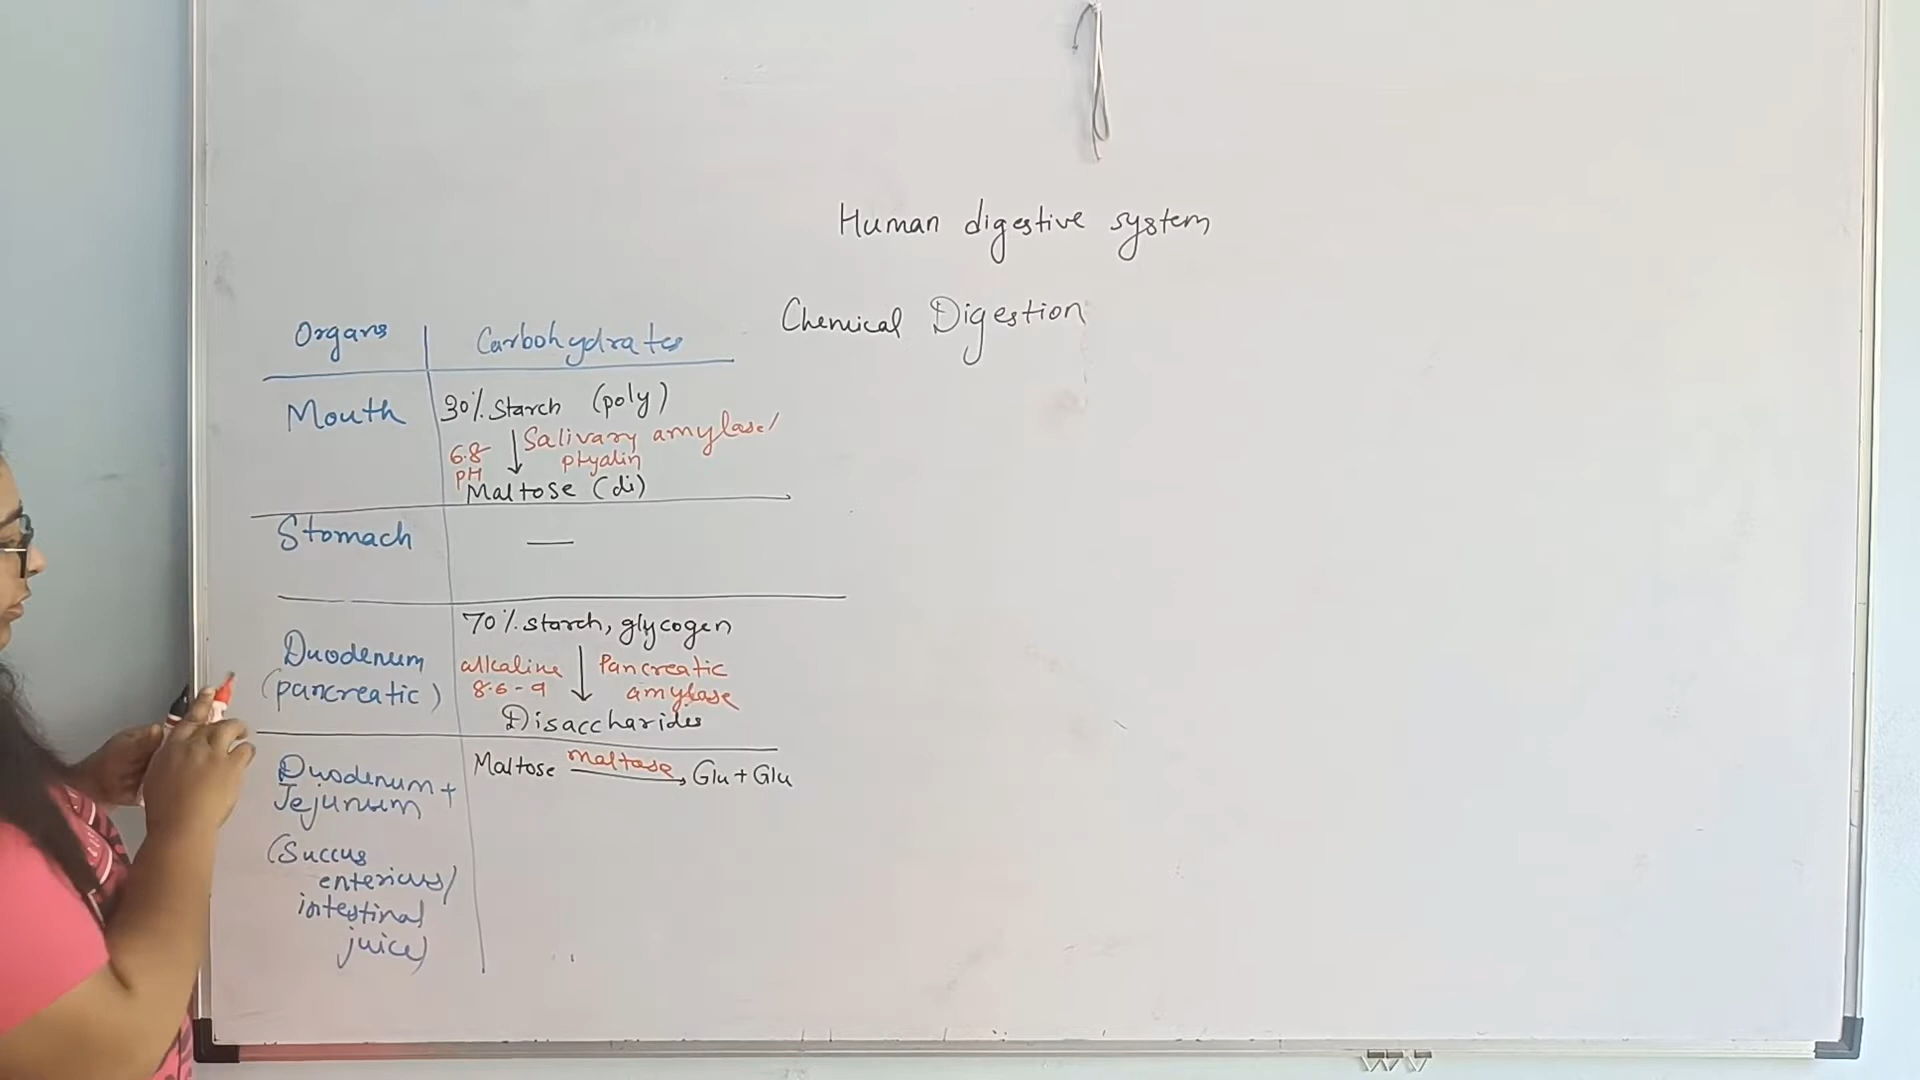 Human digestive system
Chemical Digestion
Organs
Carbohydrates
Mouth
30% Starch (poly)
Salivary amylase/
ptyalin
6.8
pH
Maltose (di)
Stomach
—
Duodenum
(pancreatic)
70% starch, glycogen
alkaline
8.6-9
Pancreatic
amylase
Disaccharides
Duodenum +
Jejunum
(Succus
entericus/
intestinal
juice)
Maltose maltase Glu + Glu